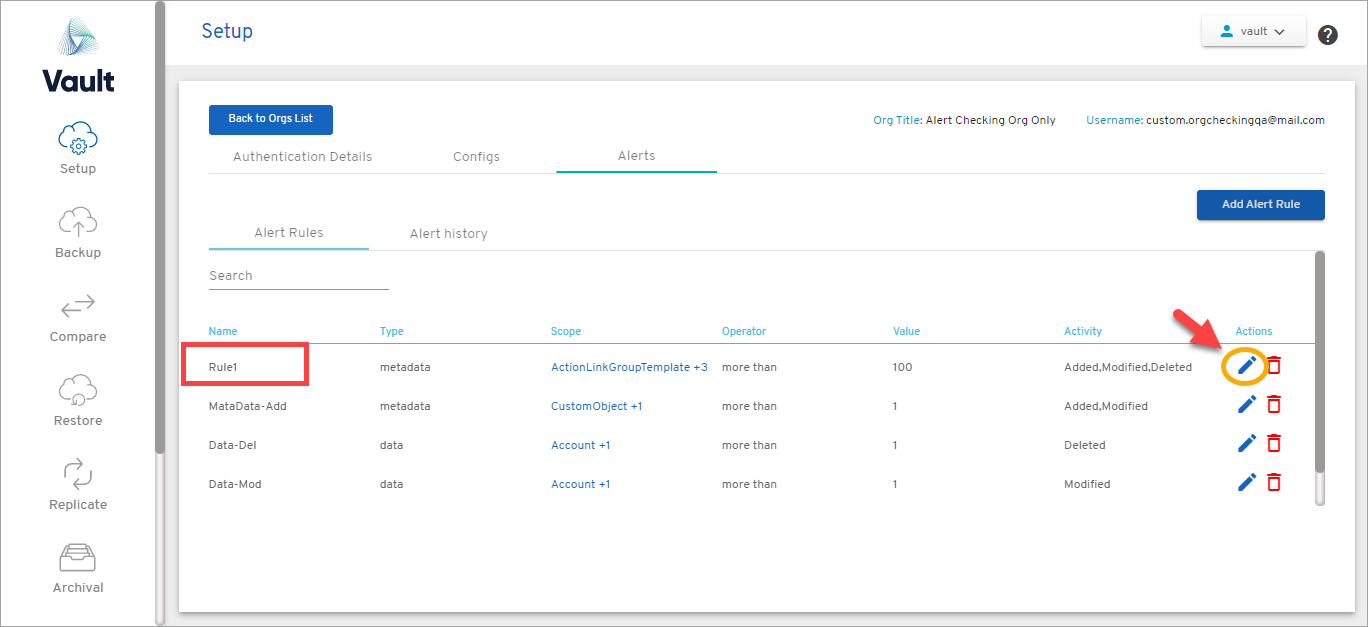 Vault
Setup
Backup
Compare
Restore
Replicate
Archival
Setup
vault
?
Back to Orgs List
Org Title: Alert Checking Org Only
Username: custom.orgcheckingqa@mail.com
Authentication Details Configs Alerts
Add Alert Rule
Alert Rules Alert history
Search
Name Type Scope Operator Value Activity Actions
Rule1 metadata ActionLinkGroupTemplate +3 more than 100 Added,Modified,Deleted
MataData-Add metadata CustomObject +1 more than 1 Added,Modified
Data-Del data Account +1 more than 1 Deleted
Data-Mod data Account +1 more than 1 Modified